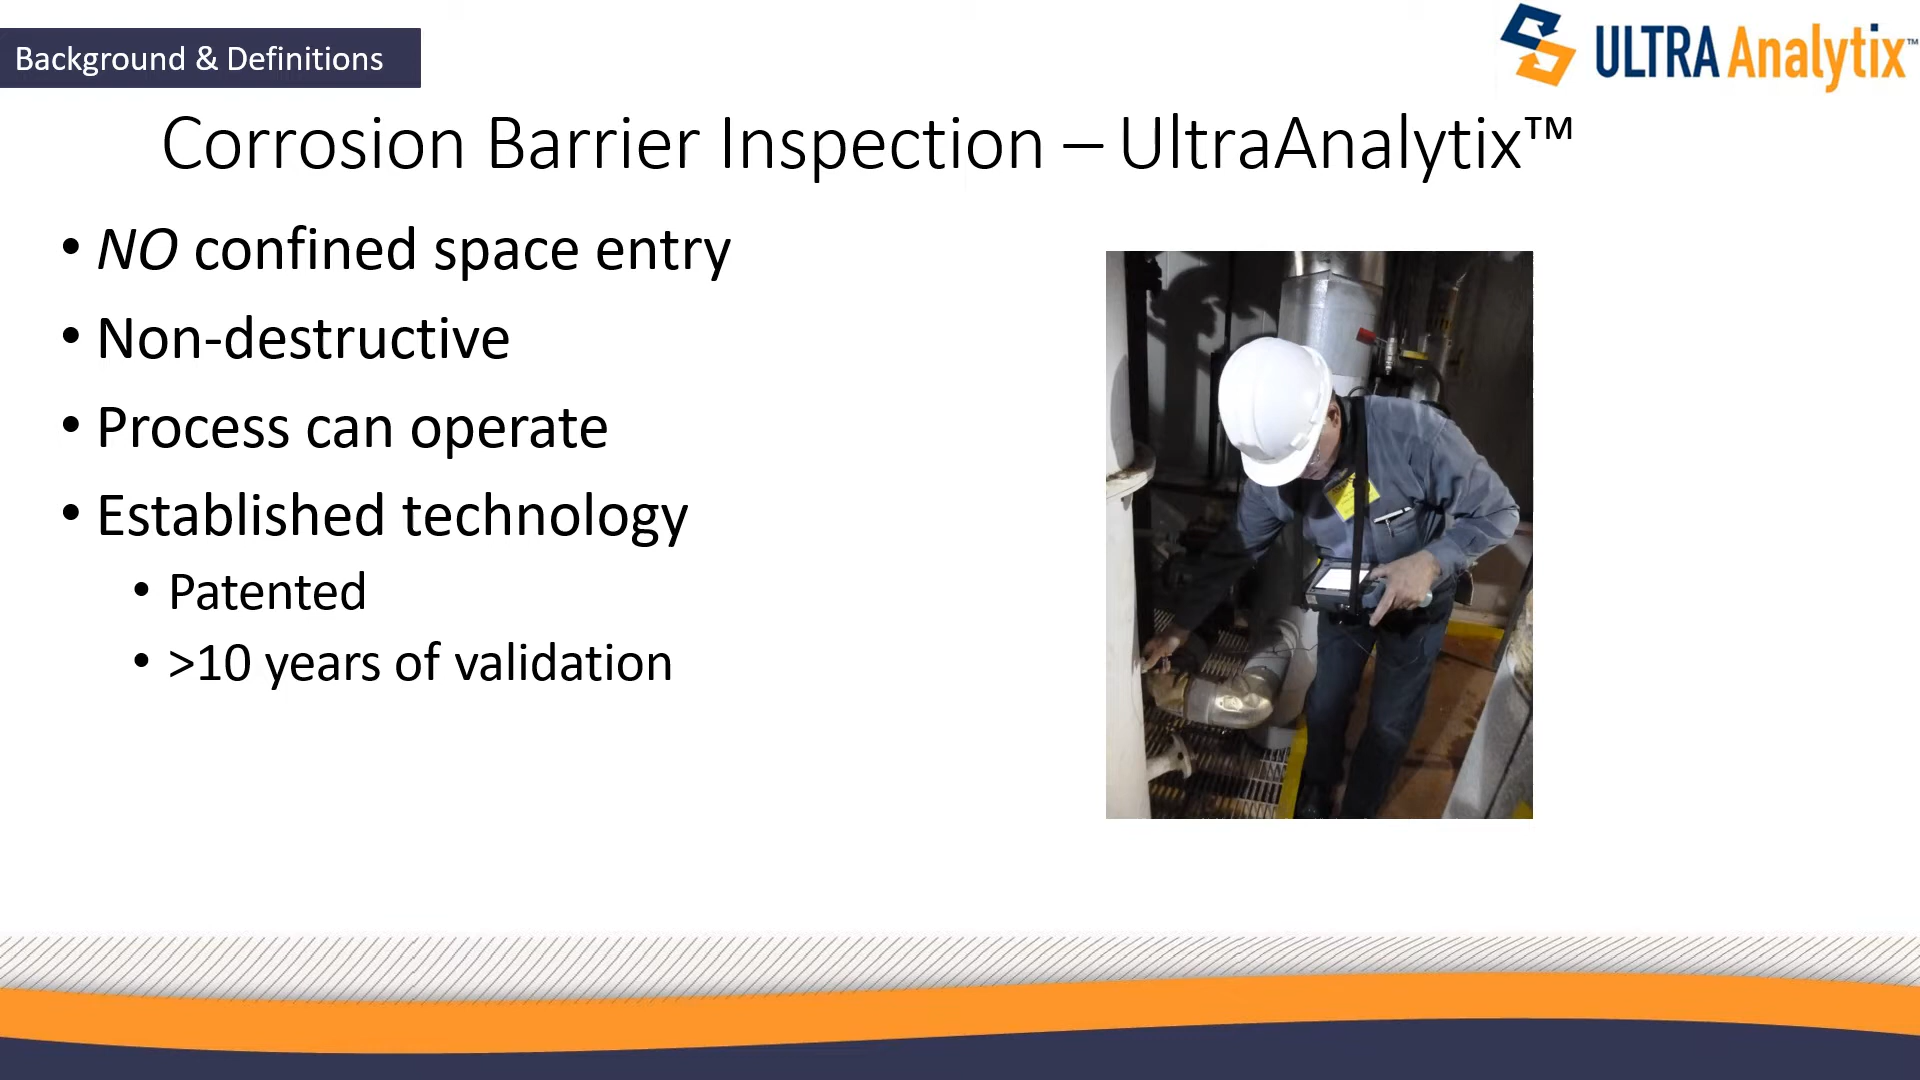 Background & Definitions
ULTRA Analytix™
Corrosion Barrier Inspection – UltraAnalytix™
• NO confined space entry
• Non-destructive
• Process can operate
• Established technology
• Patented
• >10 years of validation